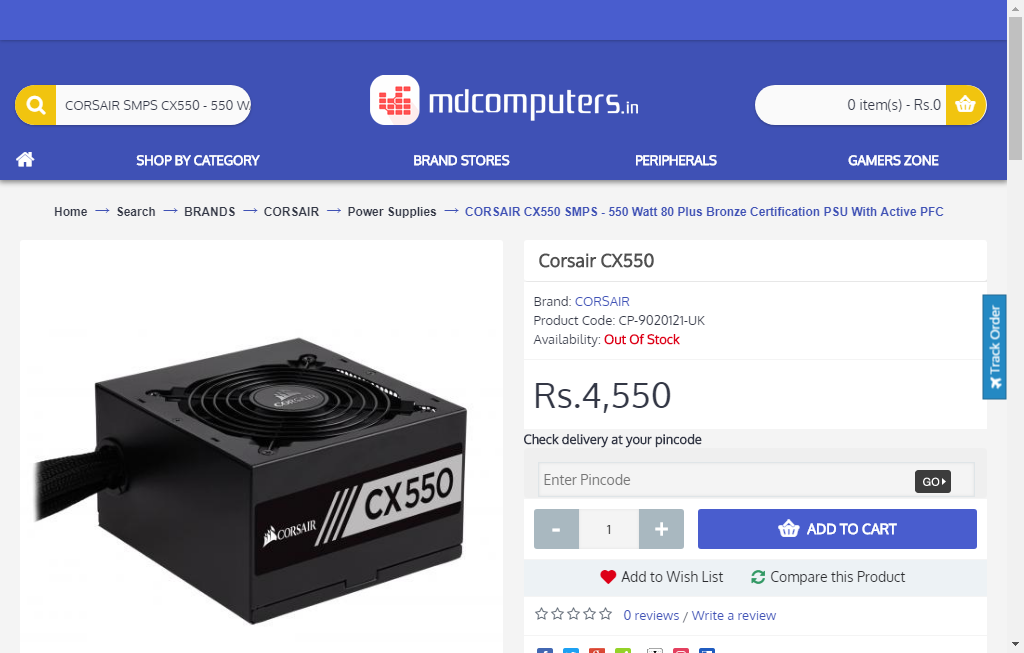 CORSAIR SMPS CX550 - 550 W
mdcomputers.in
0 item(s) - Rs.0
SHOP BY CATEGORY
BRAND STORES
PERIPHERALS
GAMERS ZONE
Home → Search → BRANDS → CORSAIR → Power Supplies → CORSAIR CX550 SMPS - 550 Watt 80 Plus Bronze Certification PSU With Active PFC
CORSAIR
CORSAIR
CX550
Corsair CX550
Brand: CORSAIR
Product Code: CP-9020121-UK
Availability: Out Of Stock
Track Order
Rs.4,550
Check delivery at your pincode
Enter Pincode
GO
- 1 +
ADD TO CART
Add to Wish List
Compare this Product
0 reviews / Write a review